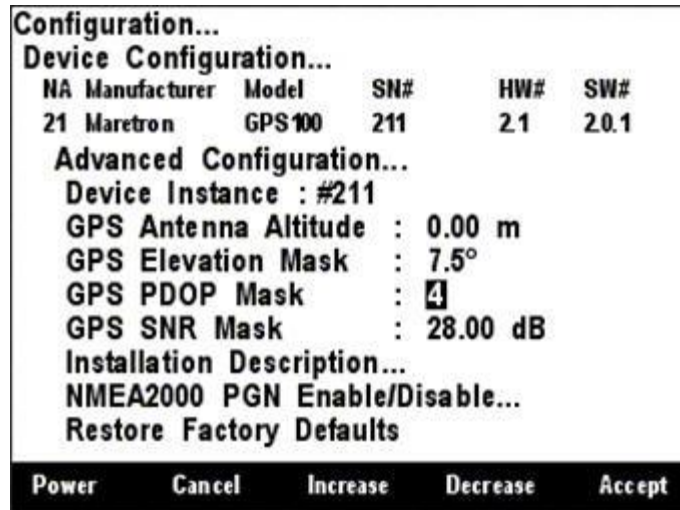 Configuration...
Device Configuration...
NA Manufacturer Model SN# HW# SW#
21 Maretron GPS100 211 2.1 2.0.1
Advanced Configuration...
Device Instance : #211
GPS Antenna Altitude : 0.00 m
GPS Elevation Mask : 7.5°
GPS PDOP Mask : 4
GPS SNR Mask : 28.00 dB
Installation Description...
NMEA2000 PGN Enable/Disable...
Restore Factory Defaults
Power Cancel Increase Decrease Accept